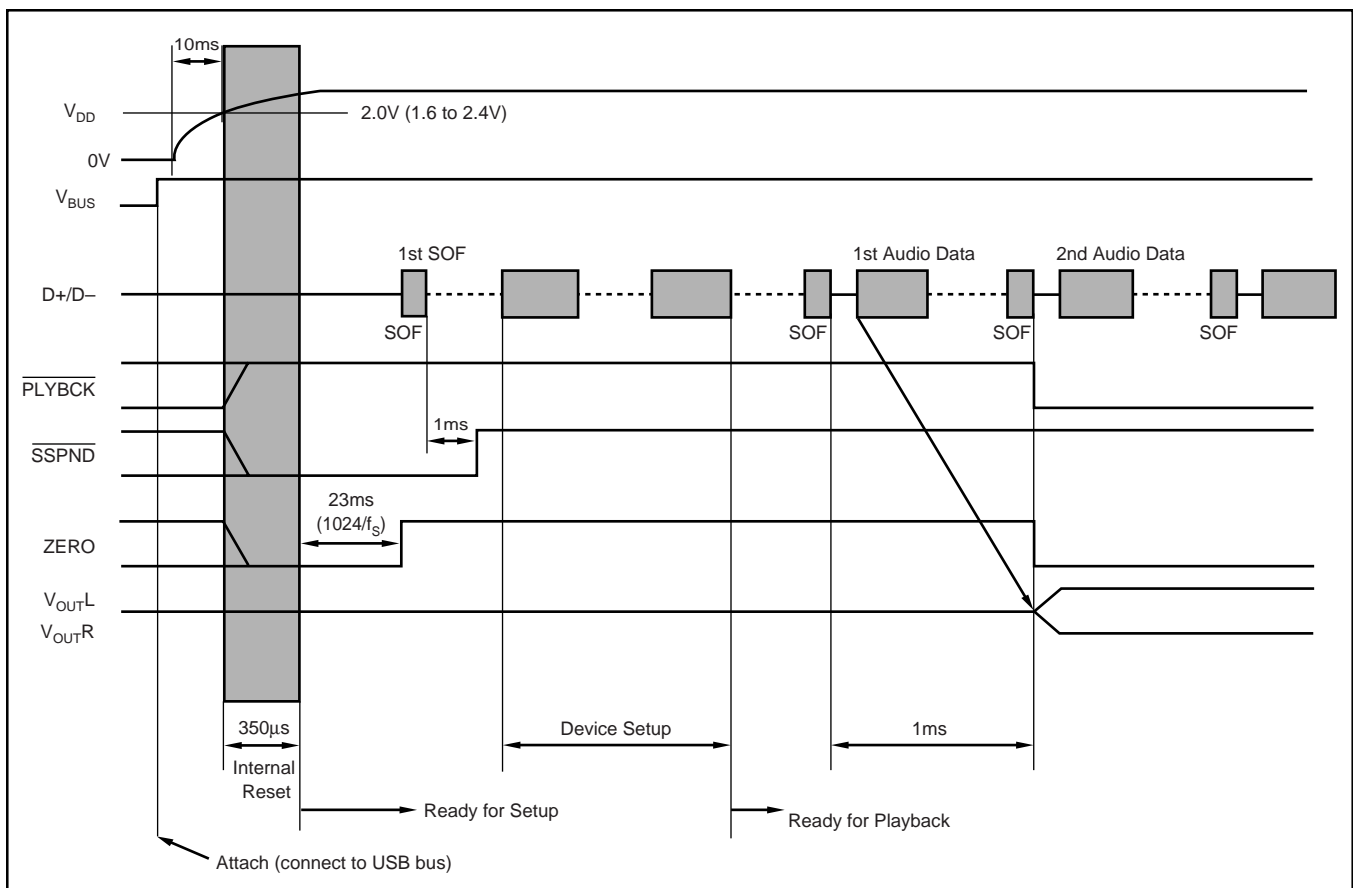 10ms
V_DD
2.0V (1.6 to 2.4V)
0V
V_BUS
1st SOF
1st Audio Data
2nd Audio Data
D+/D–
SOF
SOF
SOF
SOF
PLYBCK
1ms
SSPND
23ms
(1024/f_S)
ZERO
V_OUTL
V_OUTR
350µs
Device Setup
1ms
Internal
Reset
Ready for Setup
Ready for Playback
Attach (connect to USB bus)